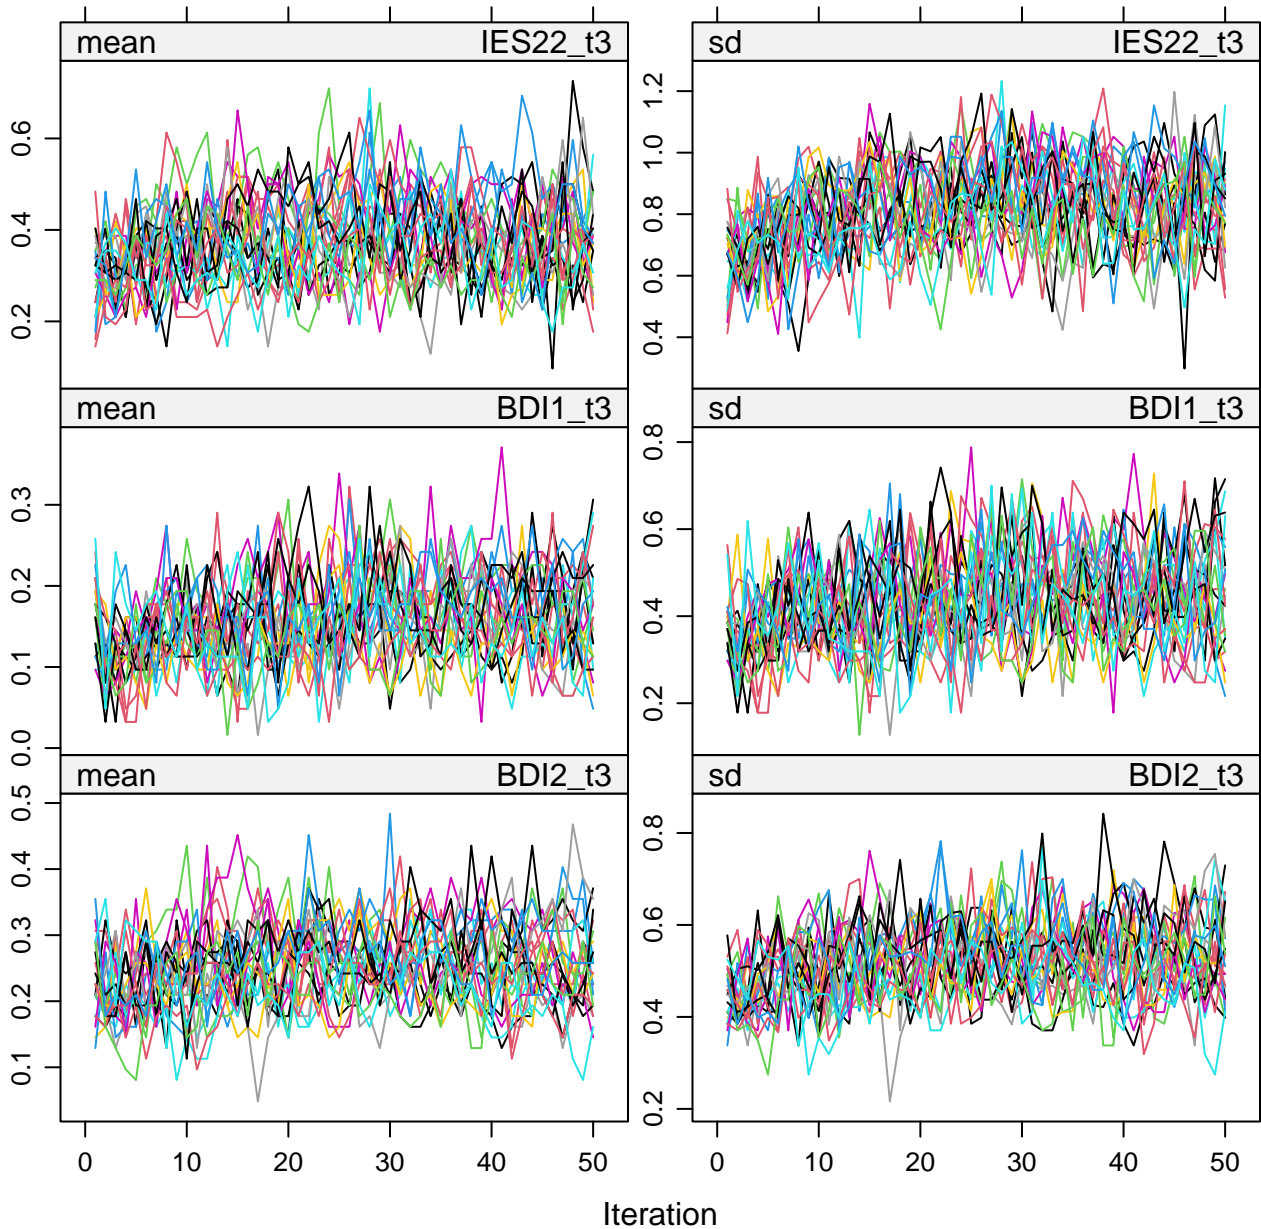 mean IES22_t3 sd IES22_t3
0.2 0.4 0.6
0.4 0.6 0.8 1.0 1.2
mean BDI1_t3 sd BDI1_t3
0.0 0.1 0.2 0.3
0.2 0.4 0.6 0.8
mean BDI2_t3 sd BDI2_t3
0.1 0.2 0.3 0.4 0.5
0.2 0.4 0.6 0.8
0 10 20 30 40 50 0 10 20 30 40 50
Iteration